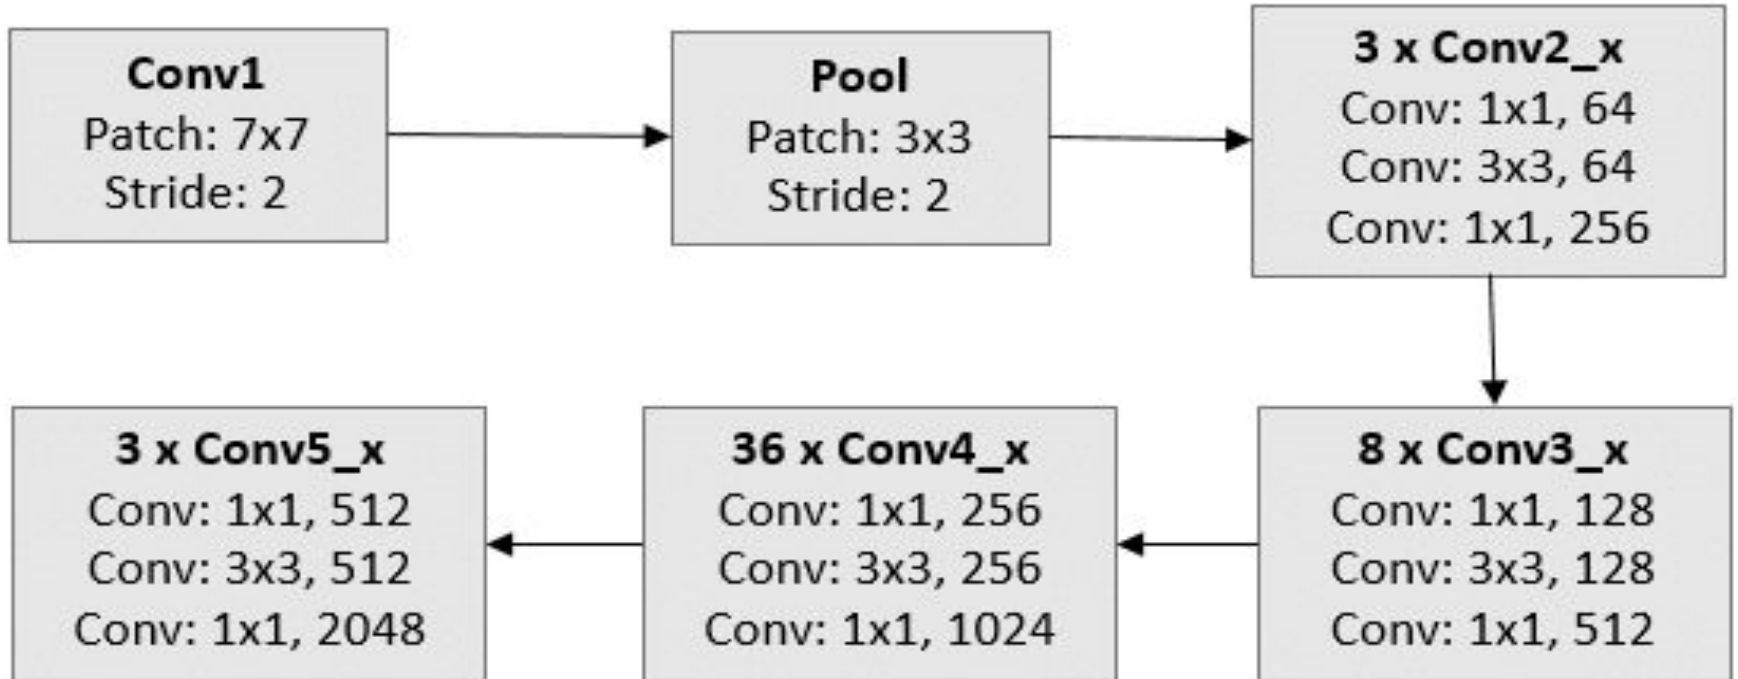 Conv1
Patch: 7x7
Stride: 2
Pool
Patch: 3x3
Stride: 2
3 x Conv2_x
Conv: 1x1, 64
Conv: 3x3, 64
Conv: 1x1, 256
8 x Conv3_x
Conv: 1x1, 128
Conv: 3x3, 128
Conv: 1x1, 512
36 x Conv4_x
Conv: 1x1, 256
Conv: 3x3, 256
Conv: 1x1, 1024
3 x Conv5_x
Conv: 1x1, 512
Conv: 3x3, 512
Conv: 1x1, 2048